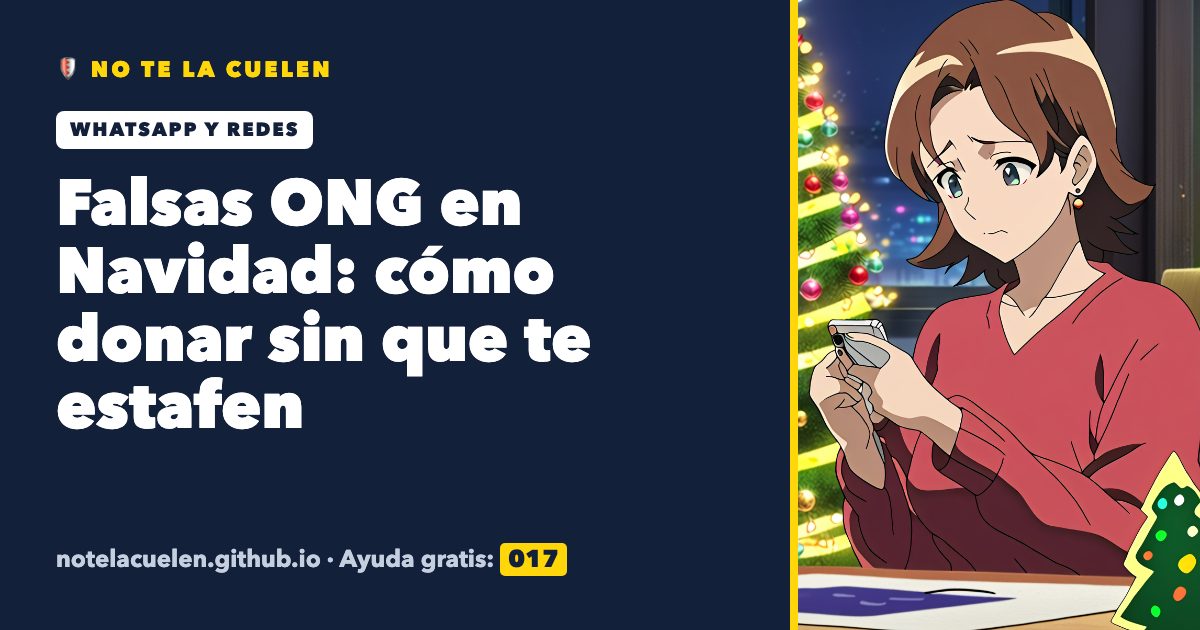 NO TE LA CUELEN
WHATSAPP Y REDES
Falsas ONG en
Navidad: cómo
donar sin que te
estafen
notelacuelen.github.io · Ayuda gratis: 017